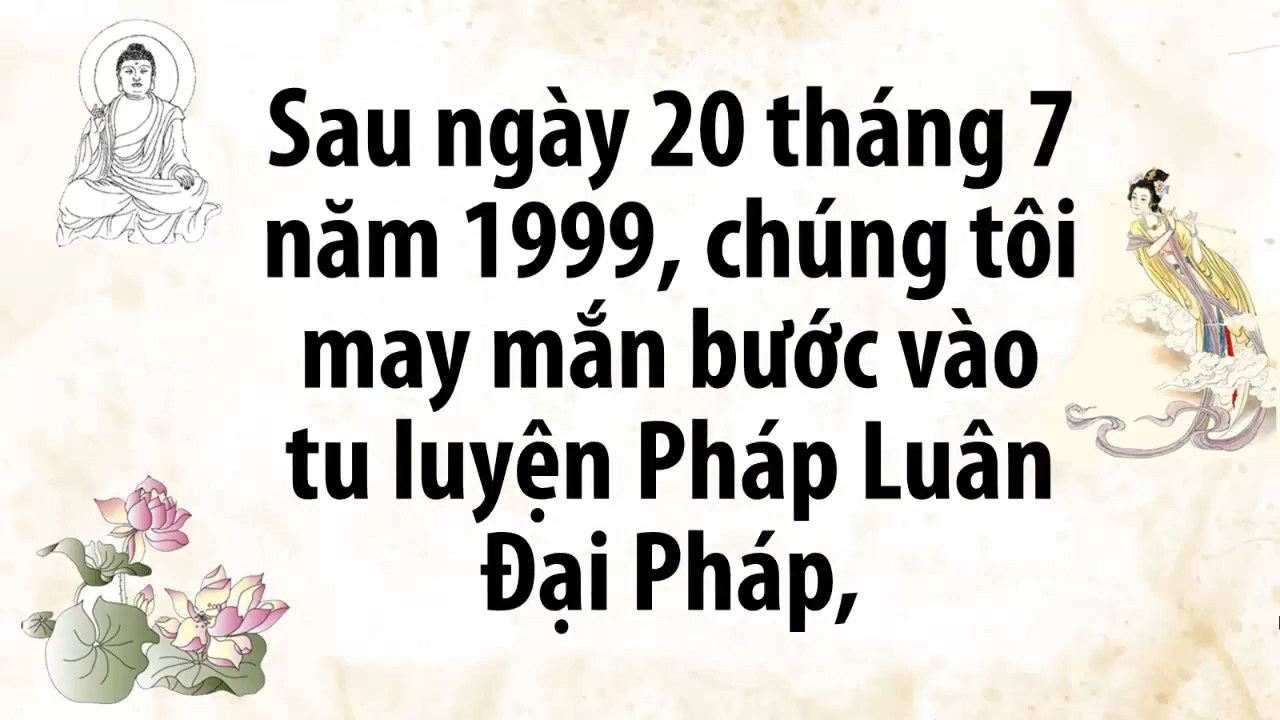 Sau ngày 20 tháng 7
năm 1999, chúng tôi
may mắn bước vào
tu luyện Pháp Luân
Đại Pháp,